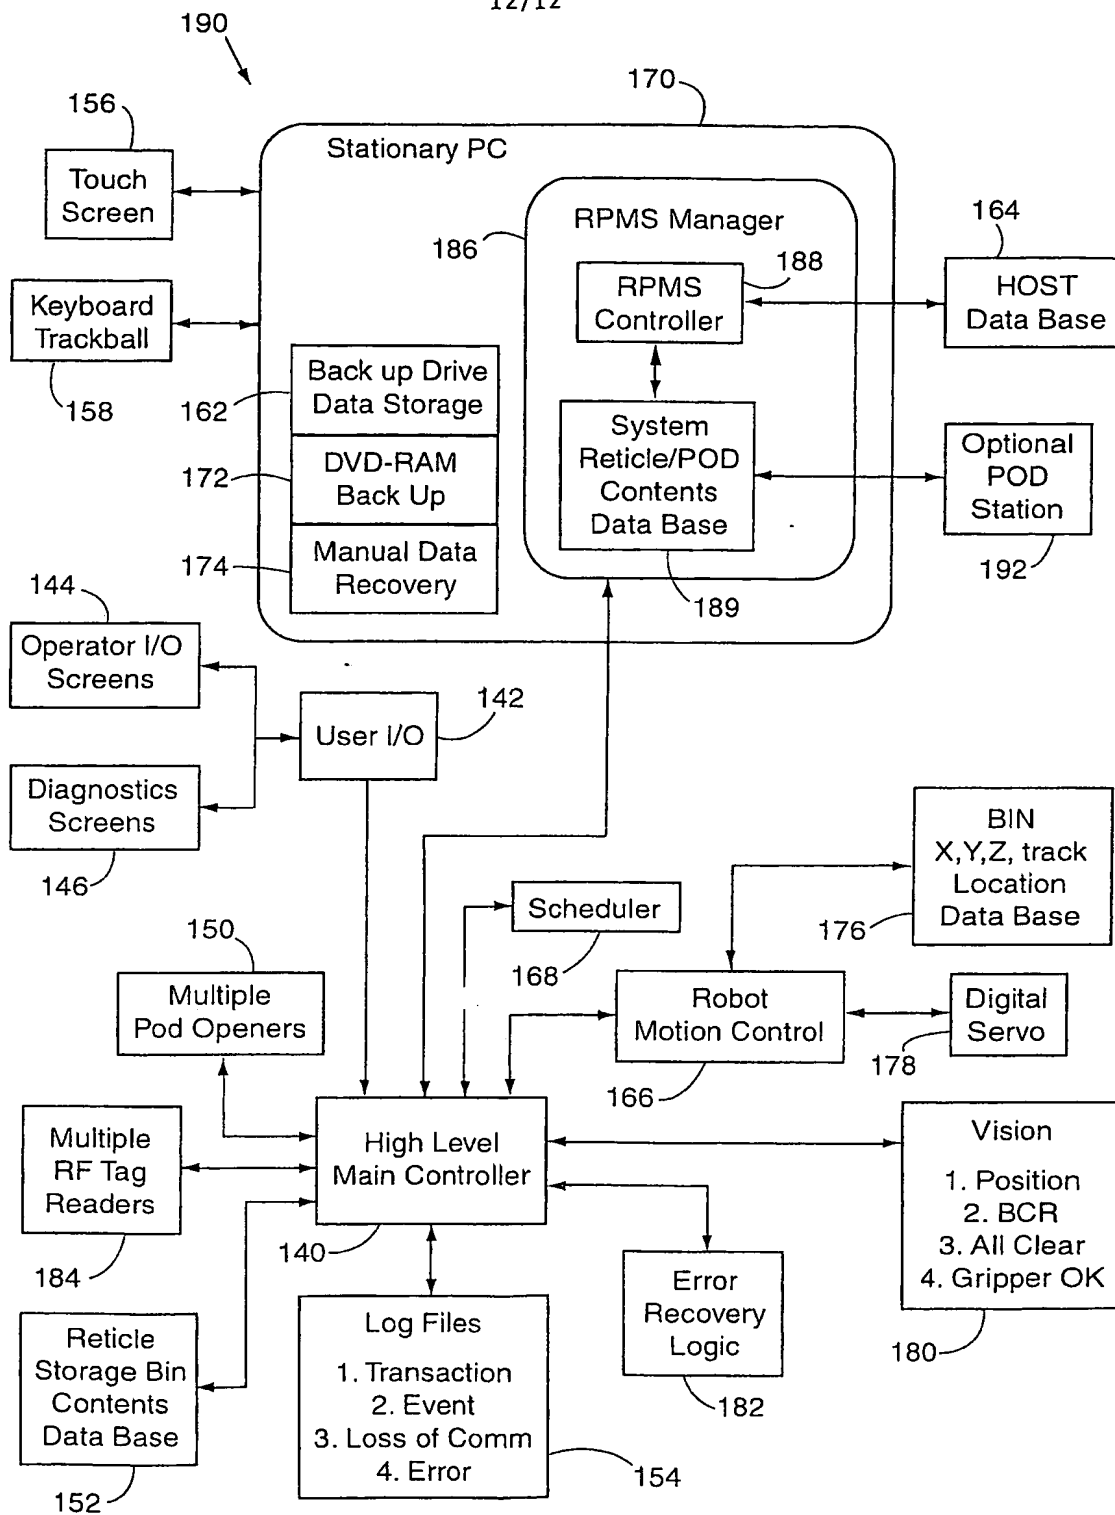 12/12
190
170
156
Stationary PC
Touch
Screen
RPMS Manager
186
164
188
RPMS
Controller
HOST
Data Base
Keyboard
Trackball
158
Back up Drive
Data Storage
162
System
Reticle/POD
Contents
Data Base
Optional
POD
Station
DVD-RAM
Back Up
172
Manual Data
Recovery
174
192
189
144
Operator I/O
Screens
142
User I/O
Diagnostics
Screens
146
BIN
X,Y,Z, track
Location
Data Base
176
Scheduler
168
150
Multiple
Pod Openers
Robot
Motion Control
166
Digital
Servo
178
Multiple
RF Tag
Readers
184
High Level
Main Controller
140
Vision
1. Position
2. BCR
3. All Clear
4. Gripper OK
180
Error
Recovery
Logic
182
Log Files
1. Transaction
2. Event
3. Loss of Comm
4. Error
154
Reticle
Storage Bin
Contents
Data Base
152